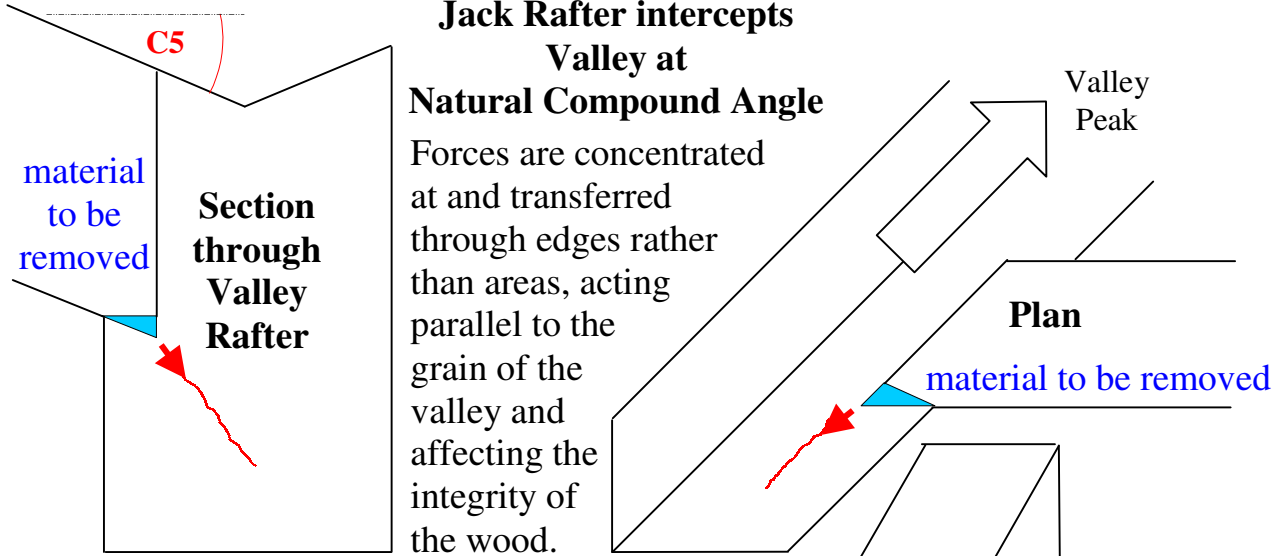 Jack Rafter intercepts
Valley at
Natural Compound Angle
C5
material
to be
removed
Section
through
Valley
Rafter
Forces are concentrated
at and transferred
through edges rather
than areas, acting
parallel to the
grain of the
valley and
affecting the
integrity of
the wood.
Valley
Peak
Plan
material to be removed